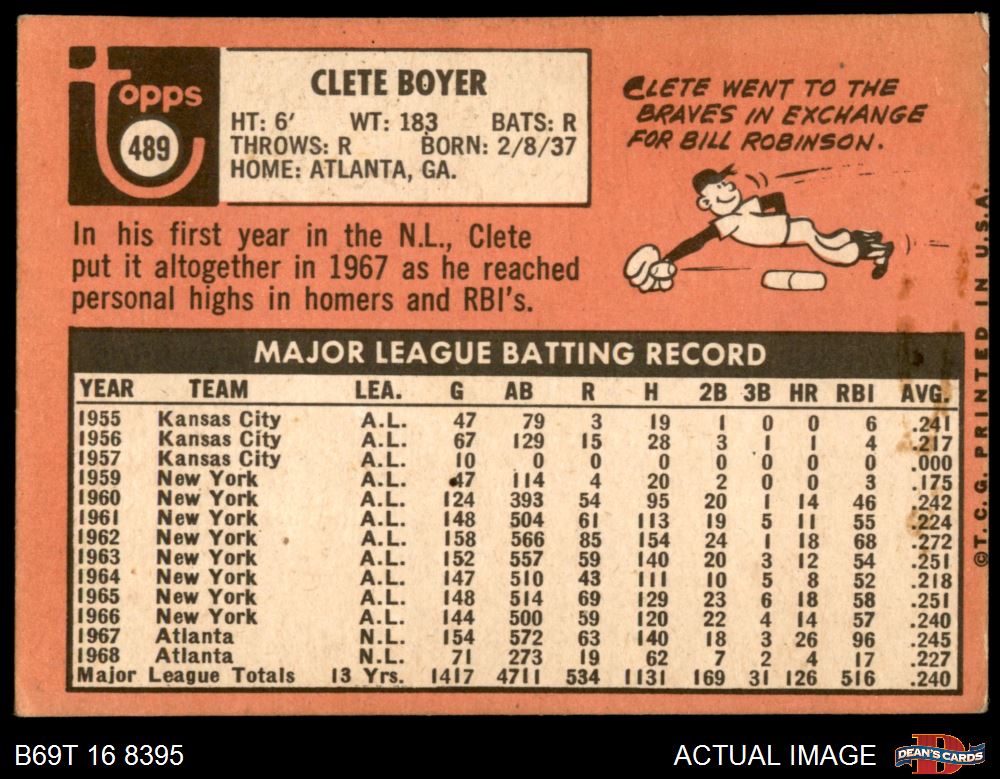 topps
489
CLETE BOYER
HT: 6' WT: 183 BATS: R
THROWS: R BORN: 2/8/37
HOME: ATLANTA, GA.
CLETE WENT TO THE
BRAVES IN EXCHANGE
FOR BILL ROBINSON.
In his first year in the N.L., Clete
put it altogether in 1967 as he reached
personal highs in homers and RBI's.
MAJOR LEAGUE BATTING RECORD
YEAR TEAM LEA. G AB R H 2B 3B HR RBI AVG.
1955 Kansas City A.L. 47 79 3 19 1 0 0 6 .241
1956 Kansas City A.L. 67 129 15 28 3 1 1 4 .217
1957 Kansas City A.L. 10 0 0 0 0 0 0 0 .000
1959 New York A.L. 47 114 4 20 2 0 0 3 .175
1960 New York A.L. 124 393 54 95 20 1 14 46 .242
1961 New York A.L. 148 504 61 113 19 5 11 55 .224
1962 New York A.L. 158 566 85 154 24 1 18 68 .272
1963 New York A.L. 152 557 59 140 20 3 12 54 .251
1964 New York A.L. 147 510 43 111 10 5 8 52 .218
1965 New York A.L. 148 514 69 129 23 6 18 58 .251
1966 New York A.L. 144 500 59 120 22 4 14 57 .240
1967 Atlanta N.L. 154 572 63 140 18 3 26 96 .245
1968 Atlanta N.L. 71 273 19 62 7 2 4 17 .227
Major League Totals 13 Yrs. 1417 4711 534 1131 169 31 126 516 .240
©T.C.G. PRINTED IN U.S.A.
B69T 16 8395
ACTUAL IMAGE
DEAN'S CARDS